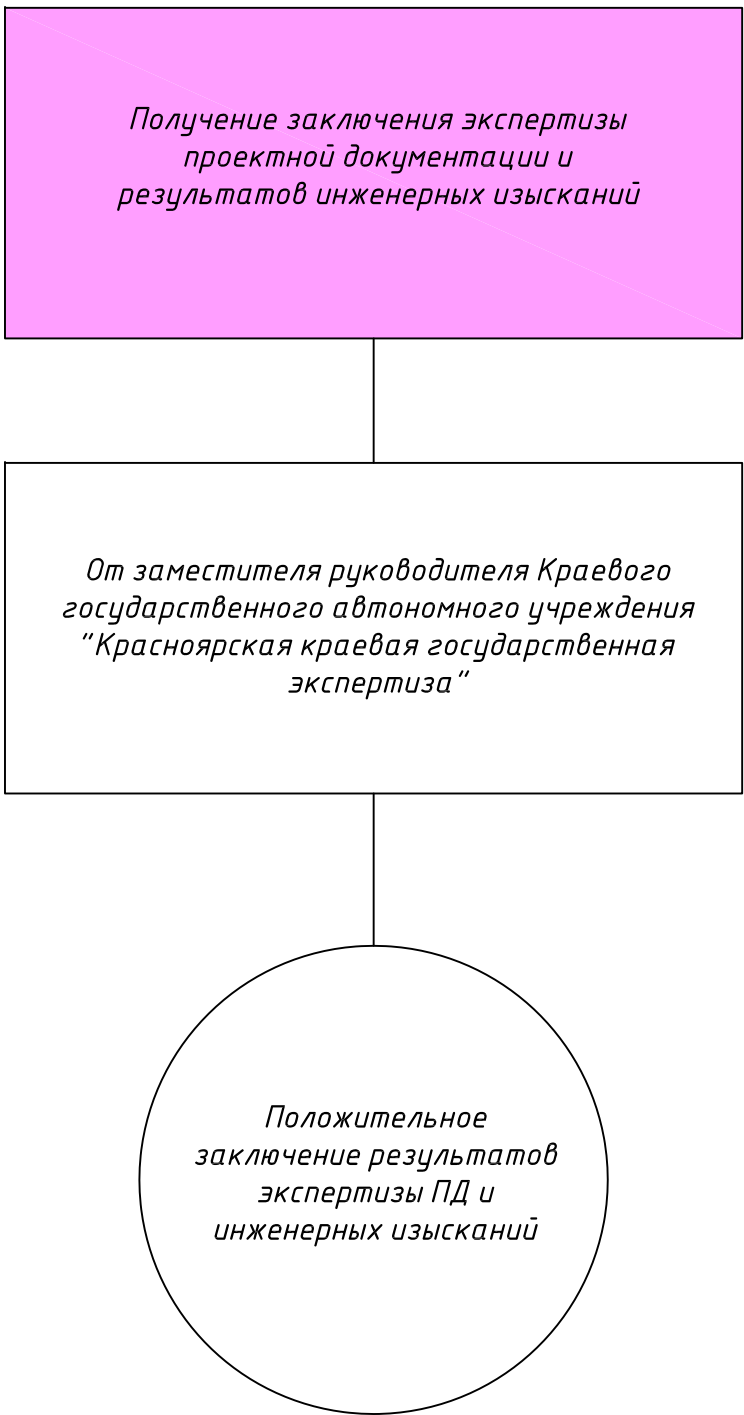 Получение заключения экспертизы
проектной документации и
результатов инженерных изысканий
От заместителя руководителя Краевого
государственного автономного учреждения
"Красноярская краевая государственная
экспертиза"
Положительное
заключение результатов
экспертизы ПД и
инженерных изысканий